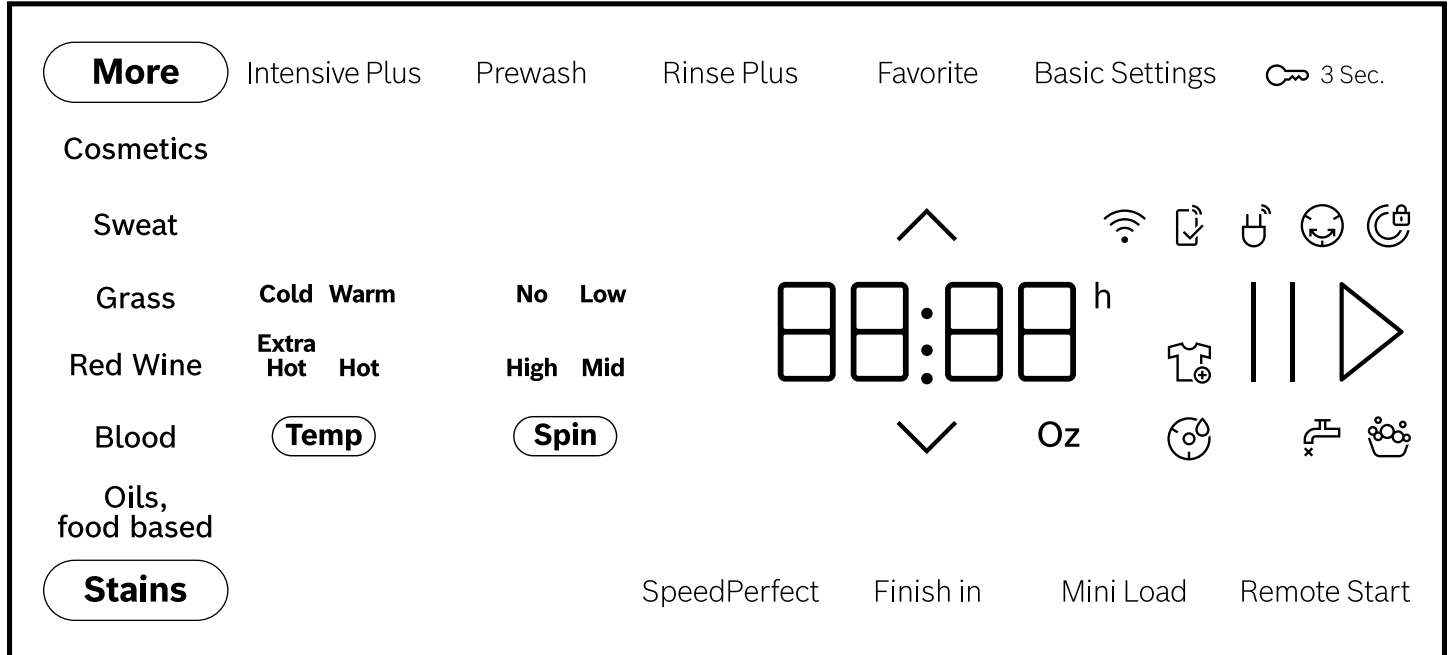 More Intensive Plus Prewash Rinse Plus Favorite Basic Settings 3 Sec.
Cosmetics
Sweat
Grass Cold Warm No Low 88:88 h
Extra
Red Wine Hot Hot High Mid
Blood Temp Spin Oz
Oils,
food based
Stains SpeedPerfect Finish in Mini Load Remote Start